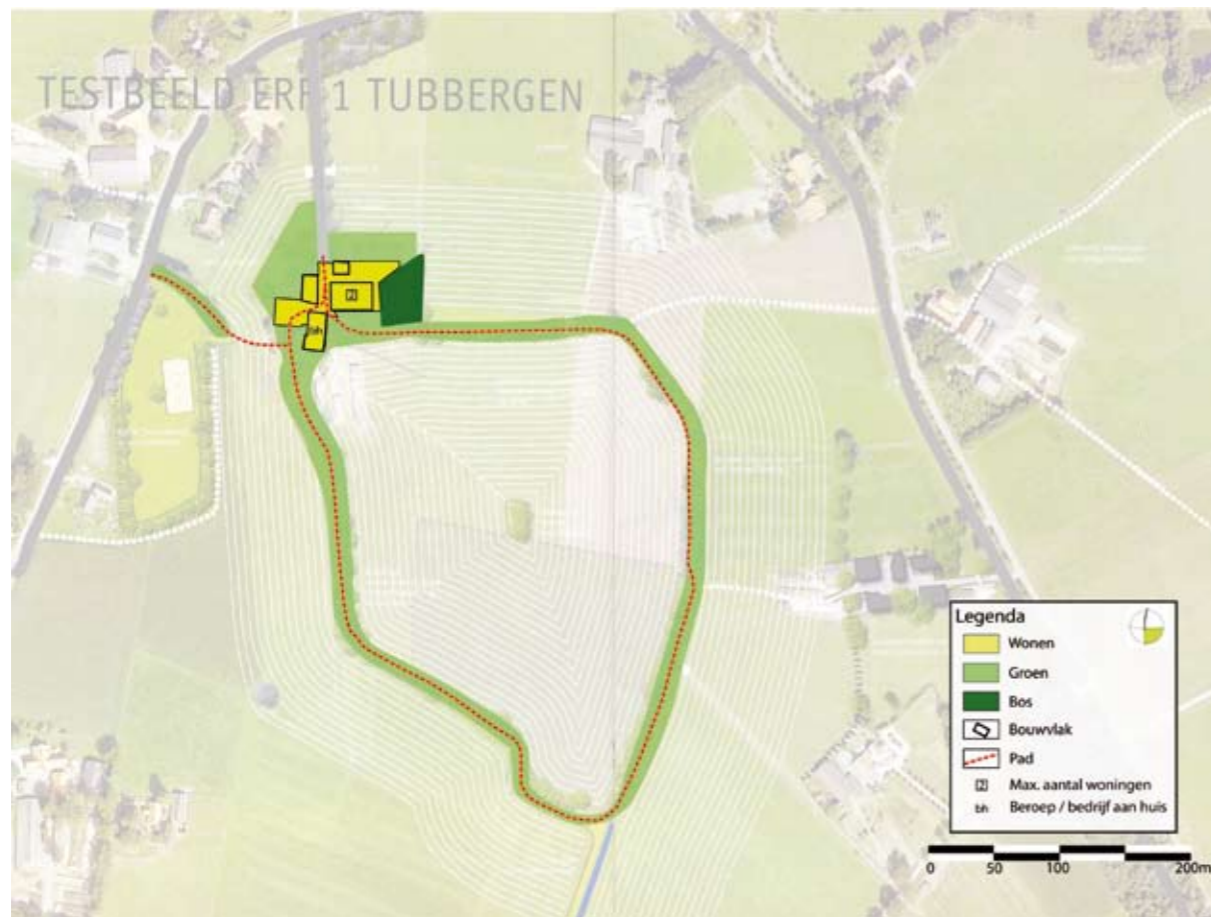 TESTBEELD ERF 1 TUBBERGEN
2
bh
Legenda
Wonen
Groen
Bos
Bouwvlak
Pad
2 Max. aantal woningen
bh Beroep / bedrijf aan huis
0 50 100 200m